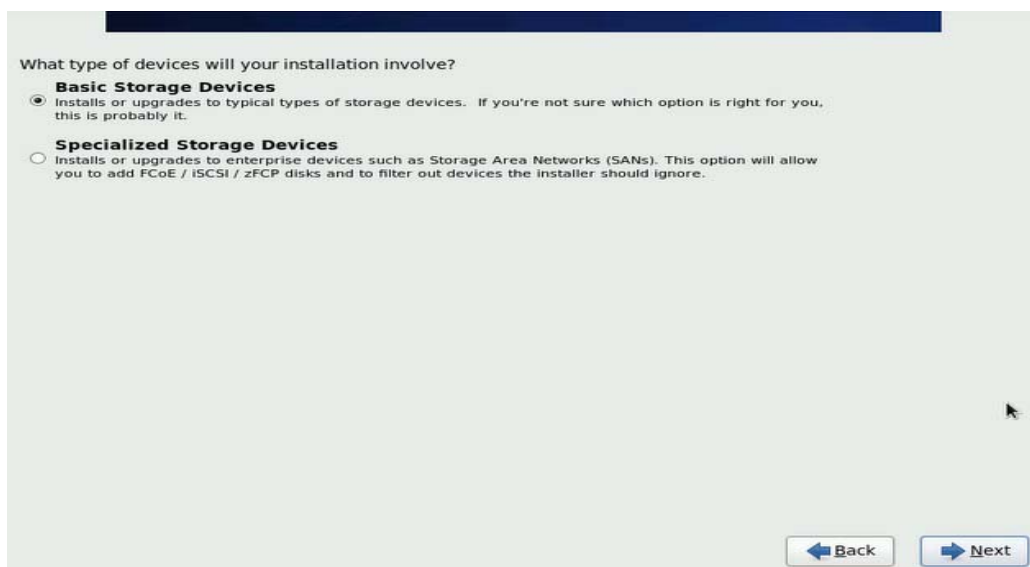 What type of devices will your installation involve?
Basic Storage Devices
Installs or upgrades to typical types of storage devices.  If you're not sure which option is right for you,
this is probably it.
Specialized Storage Devices
Installs or upgrades to enterprise devices such as Storage Area Networks (SANs). This option will allow
you to add FCoE / iSCSI / zFCP disks and to filter out devices the installer should ignore.
Back
Next